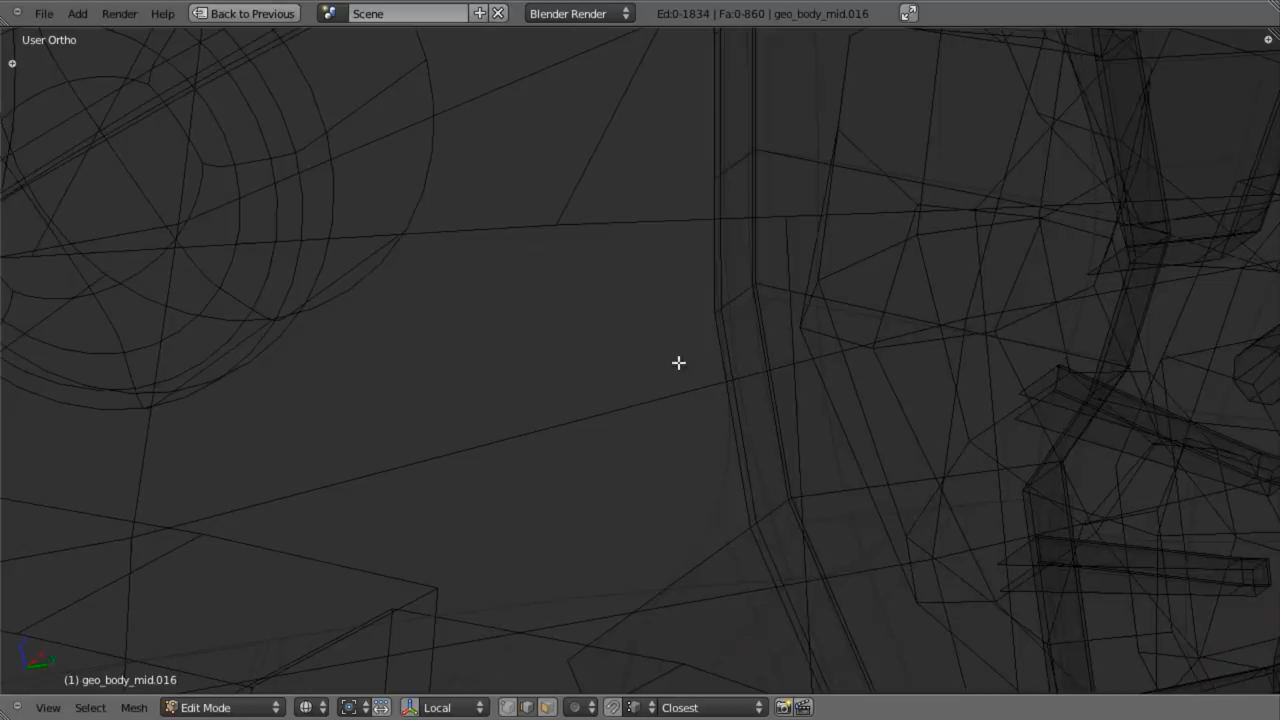 File Add Render Help Back to Previous Scene Blender Render Ed:0-1834 | Fa:0-860 | geo_body_mid.016
User Ortho
(1) geo_body_mid.016
View Select Mesh Edit Mode Local Closest